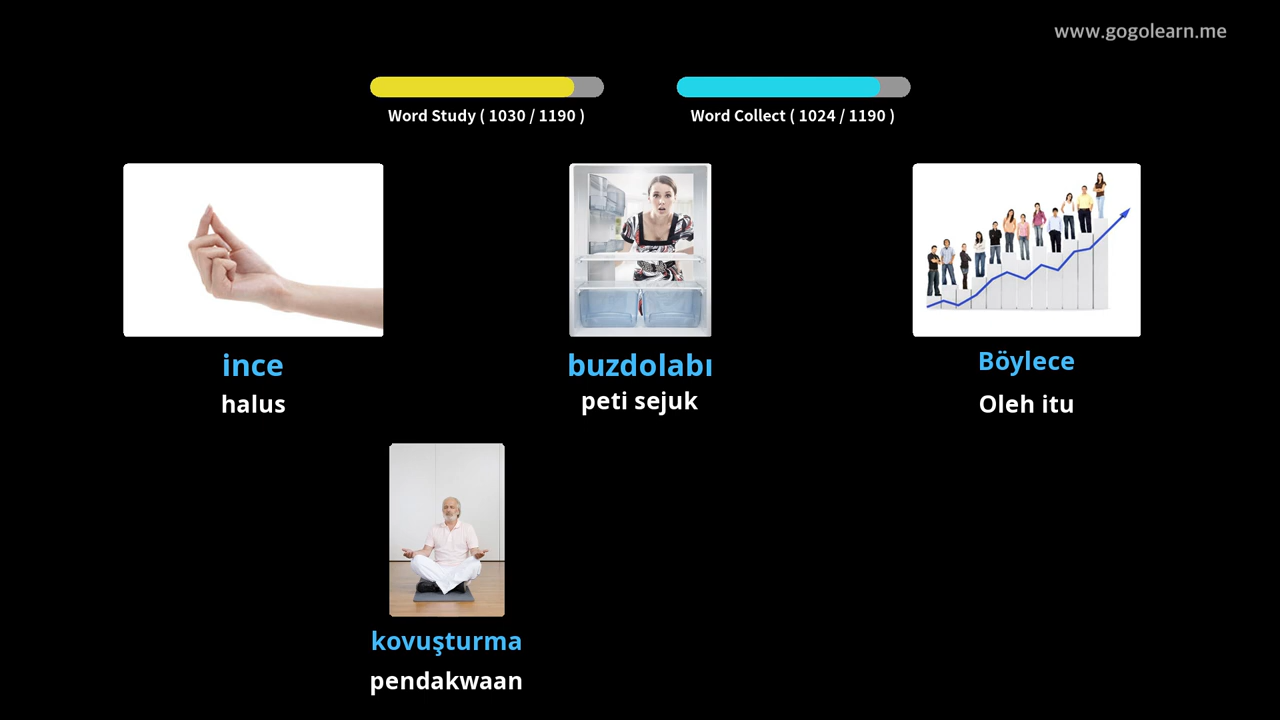 www.gogolearn.me
Word Study ( 1030 / 1190 )
Word Collect ( 1024 / 1190 )
ince
halus
buzdolabı
peti sejuk
Böylece
Oleh itu
kovuşturma
pendakwaan